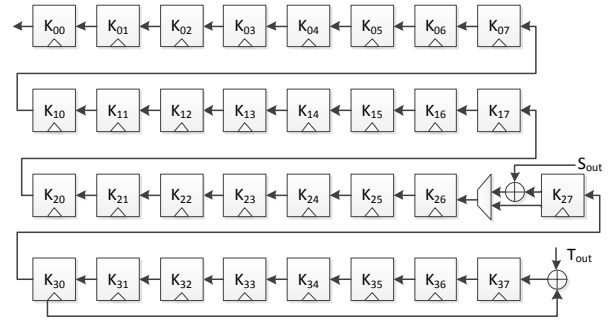 K00 K01 K02 K03 K04 K05 K06 K07
K10 K11 K12 K13 K14 K15 K16 K17
Sout
K20 K21 K22 K23 K24 K25 K26 K27
Tout
K30 K31 K32 K33 K34 K35 K36 K37